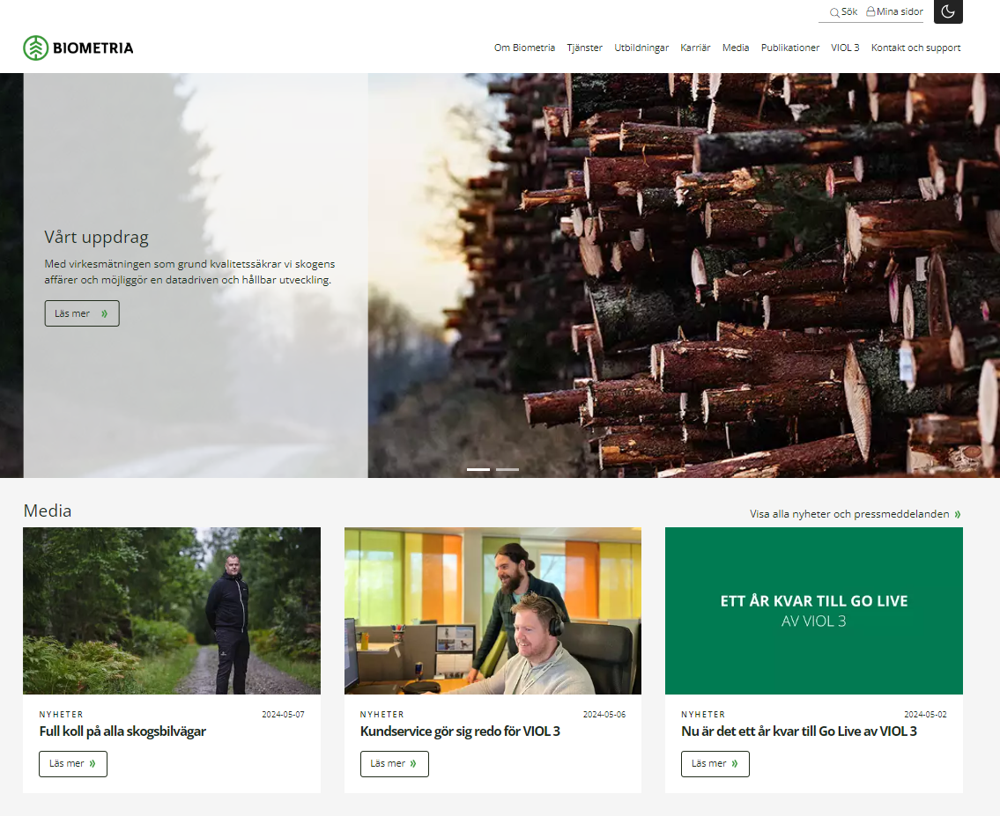 Sök Mina sidor
BIOMETRIA
Om Biometria Tjänster Utbildningar Karriär Media Publikationer VIOL 3 Kontakt och support
Vårt uppdrag
Med virkesmätningen som grund kvalitetssäkrar vi skogens
affärer och möjliggör en datadriven och hållbar utveckling.
Läs mer
Media
Visa alla nyheter och pressmeddelanden
ETT ÅR KVAR TILL GO LIVE
AV VIOL 3
NYHETER 2024-05-07
Full koll på alla skogsbilvägar
Läs mer
NYHETER 2024-05-06
Kundservice gör sig redo för VIOL 3
Läs mer
NYHETER 2024-05-02
Nu är det ett år kvar till Go Live av VIOL 3
Läs mer